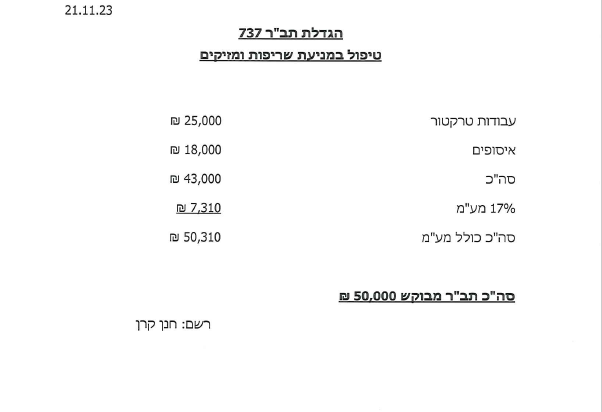 21.11.23
הגדלת תב"ר 737
טיפול במניעת שריפות ומזיקים
עבודות טרקטור 25,000 ₪
איסופים 18,000 ₪
סה"כ 43,000 ₪
17% מע"מ 7,310 ₪
סה"כ כולל מע"מ 50,310 ₪
סה"כ תב"ר מבוקש 50,000 ₪
רשם: חנן קרן